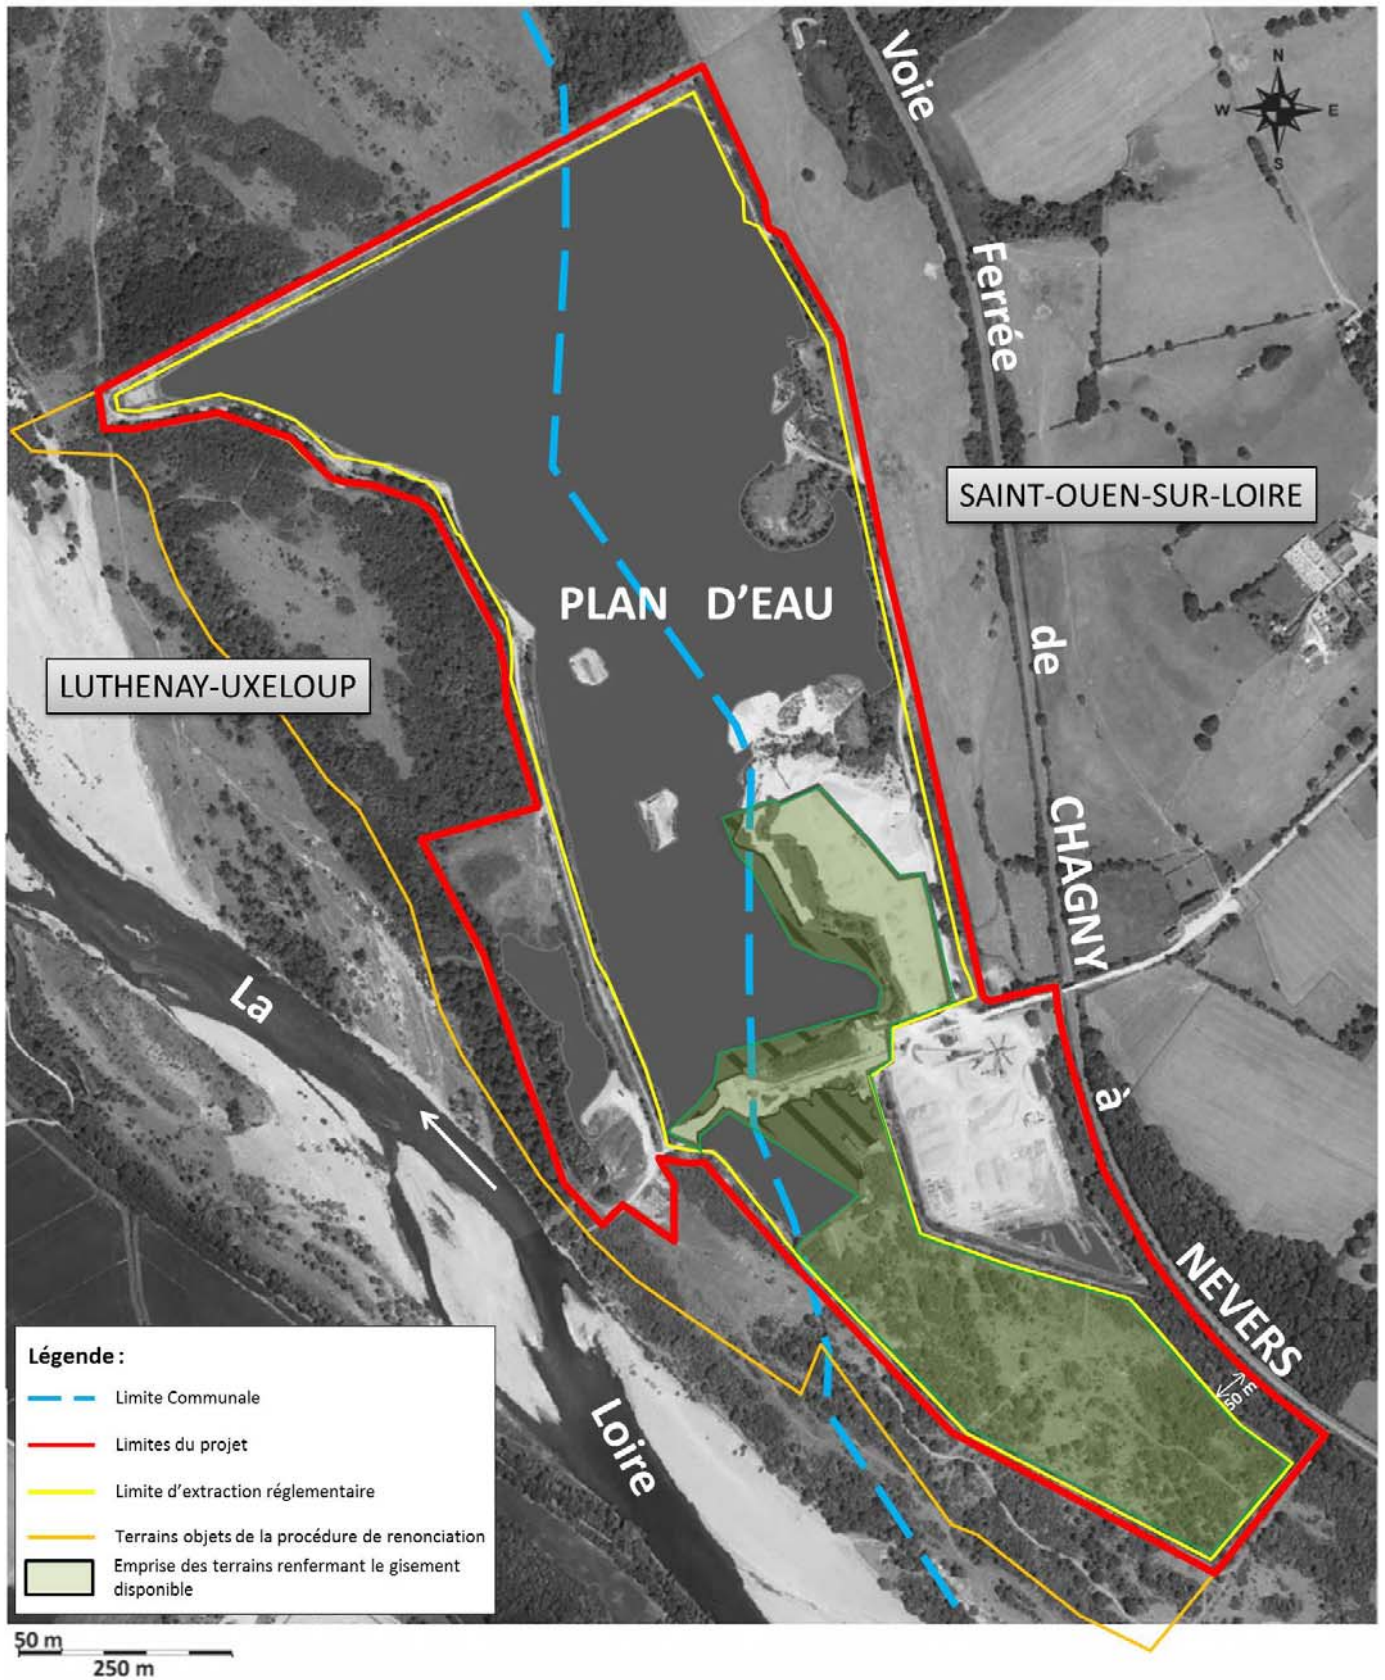 N
W E
S
Voie
Ferrée
de
CHAGNY
à
NEVERS
SAINT-OUEN-SUR-LOIRE
PLAN D'EAU
LUTHENAY-UXELOUP
La
Loire
50 m
Légende :
Limite Communale
Limites du projet
Limite d'extraction réglementaire
Terrains objets de la procédure de renonciation
Emprise des terrains renfermant le gisement
disponible
50 m
250 m